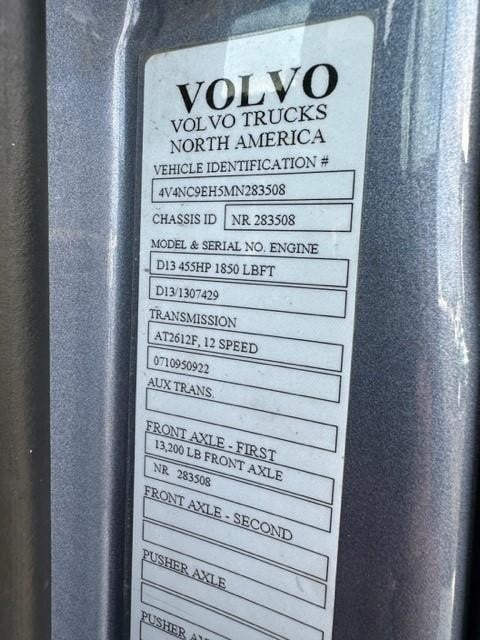 VOLVO
VOLVO TRUCKS
NORTH AMERICA
VEHICLE IDENTIFICATION #
4V4NC9EH5MN283508
CHASSIS ID NR 283508
MODEL & SERIAL NO. ENGINE
D13 455HP 1850 LBFT
D13/1307429
TRANSMISSION
AT2612F, 12 SPEED
0710950922
AUX TRANS.
FRONT AXLE - FIRST
13,200 LB FRONT AXLE
NR 283508
FRONT AXLE - SECOND
PUSHER AXLE
PUSHER AXLE